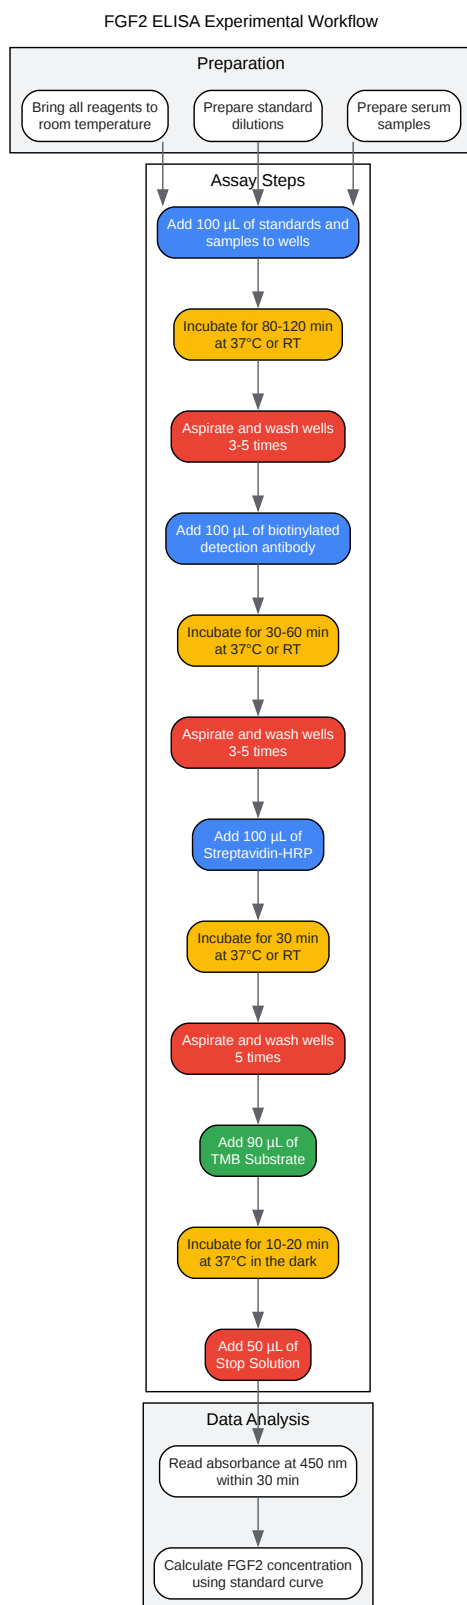 FGF2 ELISA Experimental Workflow
Preparation
Bring all reagents to
room temperature
Prepare standard
dilutions
Prepare serum
samples
Assay Steps
Add 100 µL of standards and
samples to wells
Incubate for 80-120 min
at 37°C or RT
Aspirate and wash wells
3-5 times
Add 100 µL of biotinylated
detection antibody
Incubate for 30-60 min
at 37°C or RT
Aspirate and wash wells
3-5 times
Add 100 µL of
Streptavidin-HRP
Incubate for 30 min
at 37°C or RT
Aspirate and wash wells
5 times
Add 90 µL of
TMB Substrate
Incubate for 10-20 min
at 37°C in the dark
Add 50 µL of
Stop Solution
Data Analysis
Read absorbance at 450 nm
within 30 min
Calculate FGF2 concentration
using standard curve